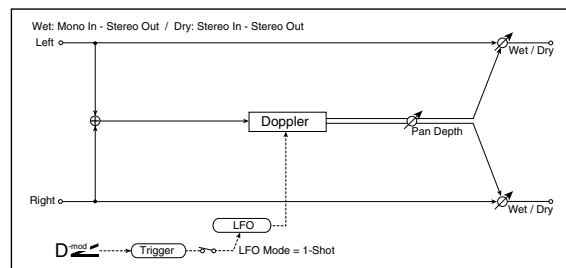 Wet: Mono In - Stereo Out / Dry: Stereo In - Stereo Out
Left
Wet / Dry
Doppler
Pan Depth
Right
Wet / Dry
LFO
D-mod
Trigger
LFO Mode = 1-Shot